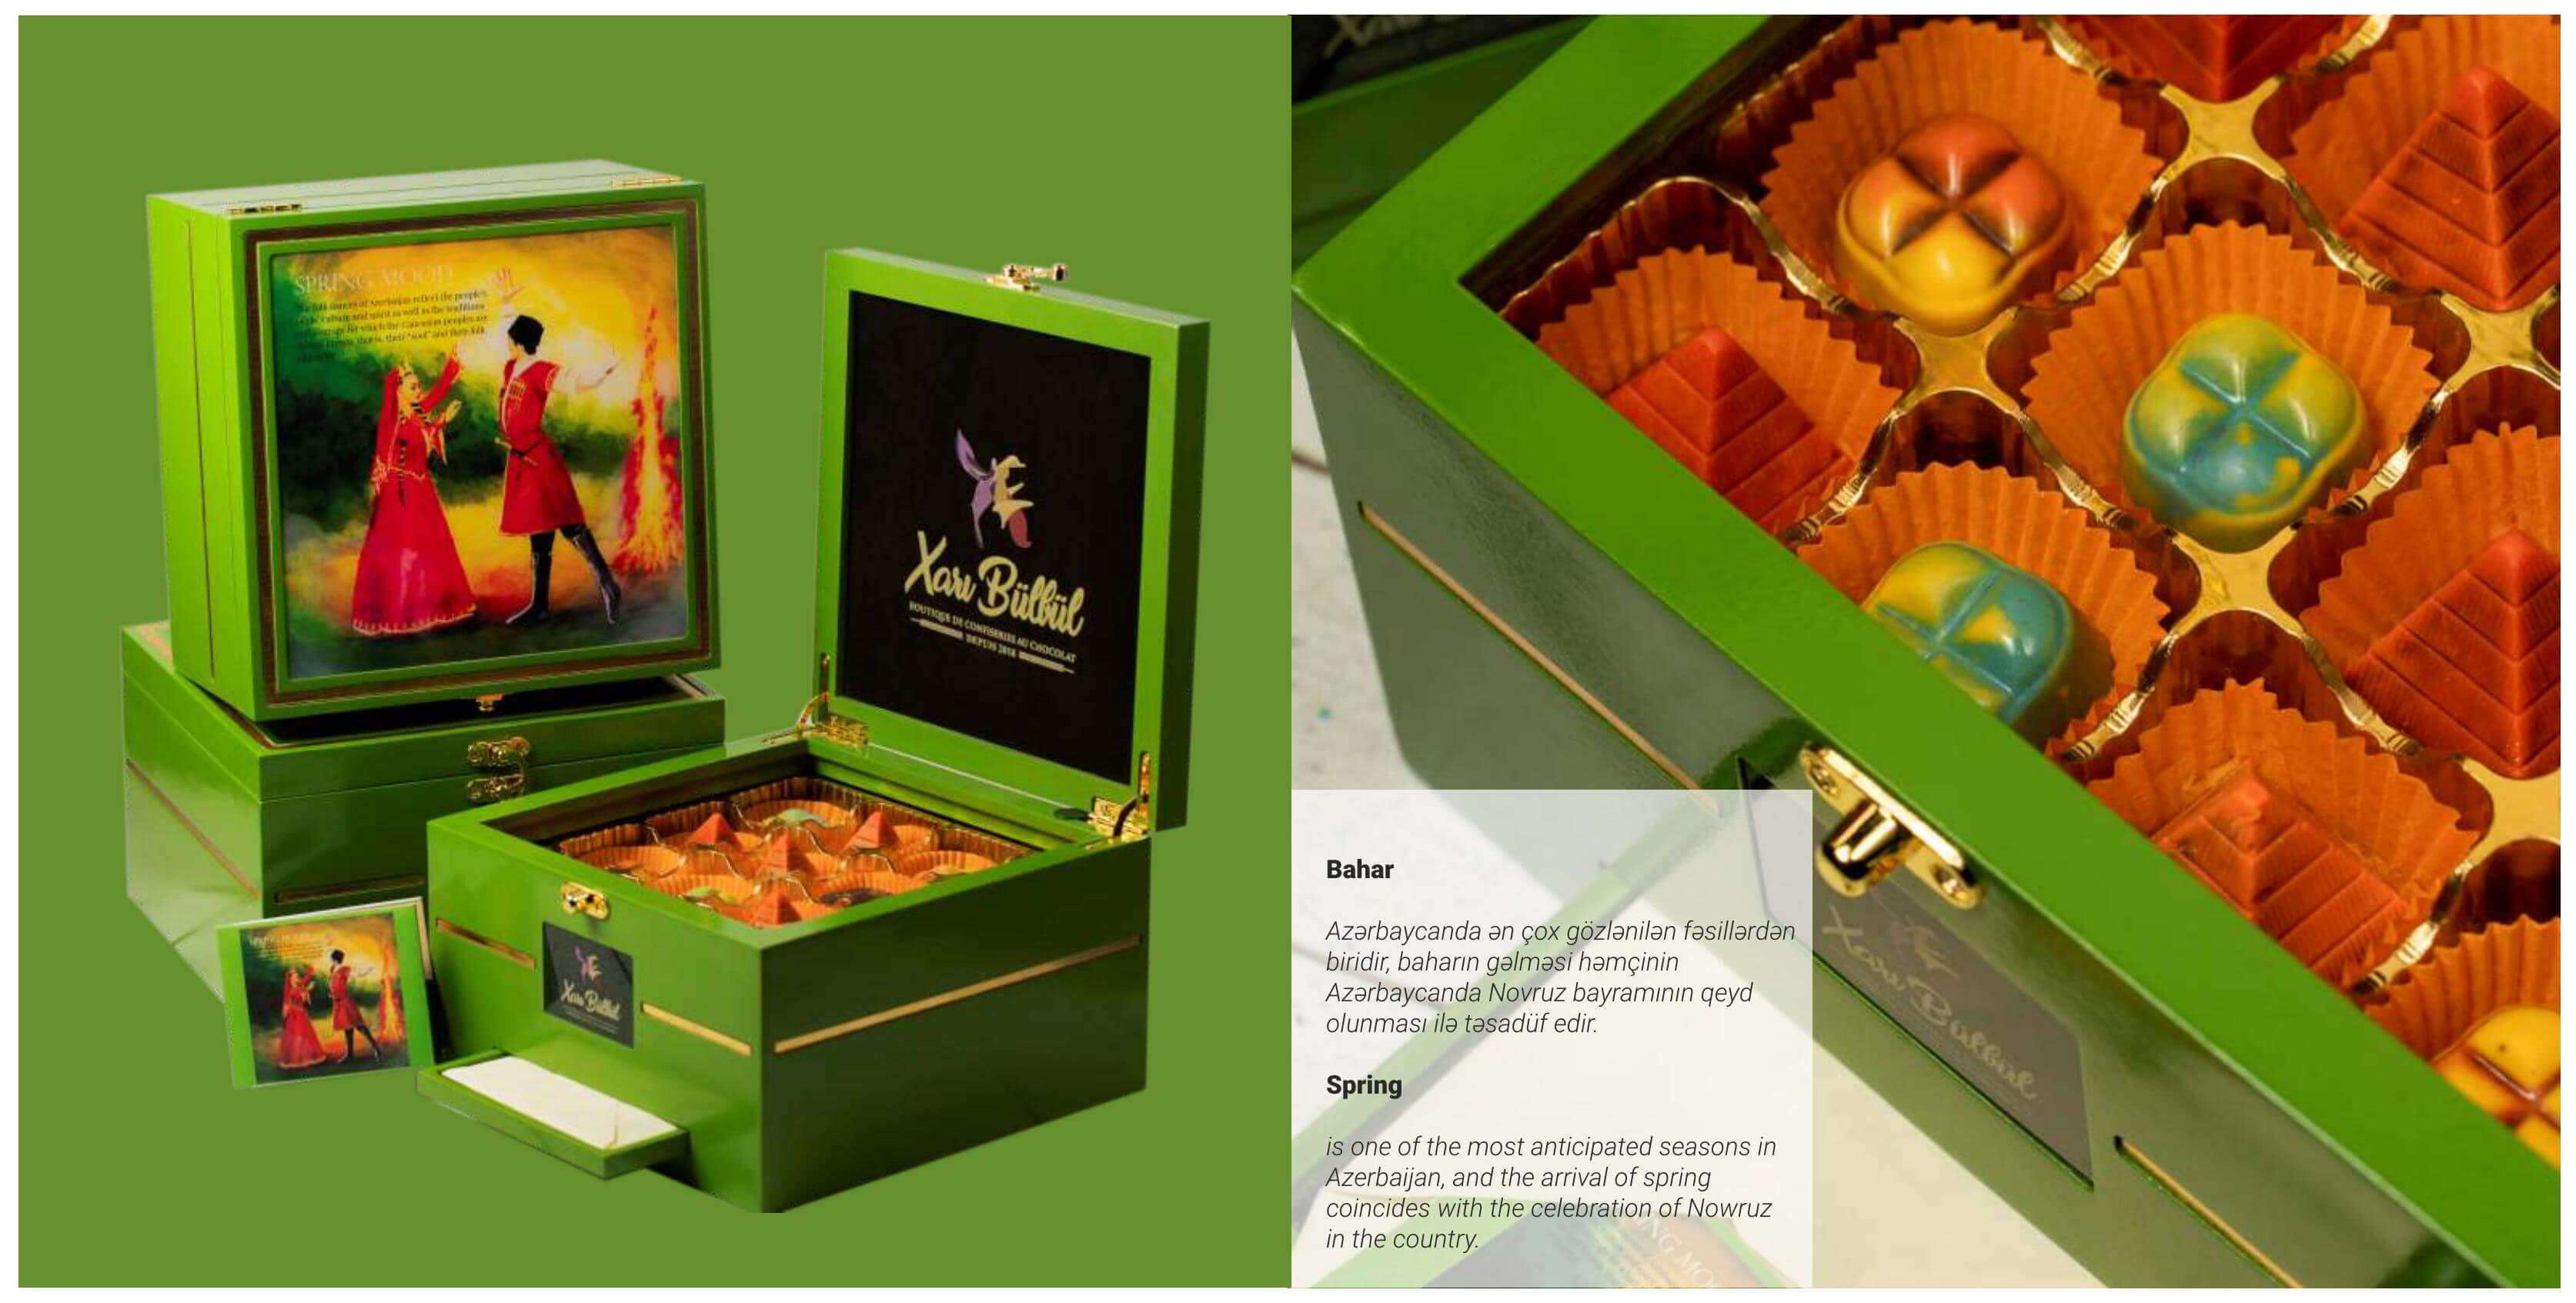 SPRING MOOD
Xarı Bülbül
BOUTIQUE DE CONFISERIES AU CHOCOLAT
DEPUIS 2018
Xarı Bülbül
Xarı Bülbül
Bahar
Azərbaycanda ən çox gözlənilən fəsillərdən
biridir, baharın gəlməsi həmçinin
Azərbaycanda Novruz bayramının qeyd
olunması ilə təsadüf edir.
Spring
is one of the most anticipated seasons in
Azerbaijan, and the arrival of spring
coincides with the celebration of Nowruz
in the country.